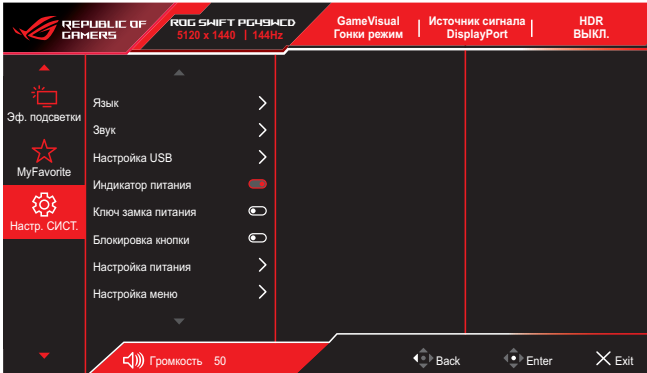 REPUBLIC OF
GAMERS
ROG SWIFT PG49WCD
5120 x 1440 | 144Hz
GameVisual
Гонки режим
Источник сигнала
DisplayPort
HDR
ВЫКЛ.
Эф. подсветки
MyFavorite
Настр. СИСТ.
Язык
Звук
Настройка USB
Индикатор питания
Ключ замка питания
Блокировка кнопки
Настройка питания
Настройка меню
Громкость 50
Back
Enter
Exit